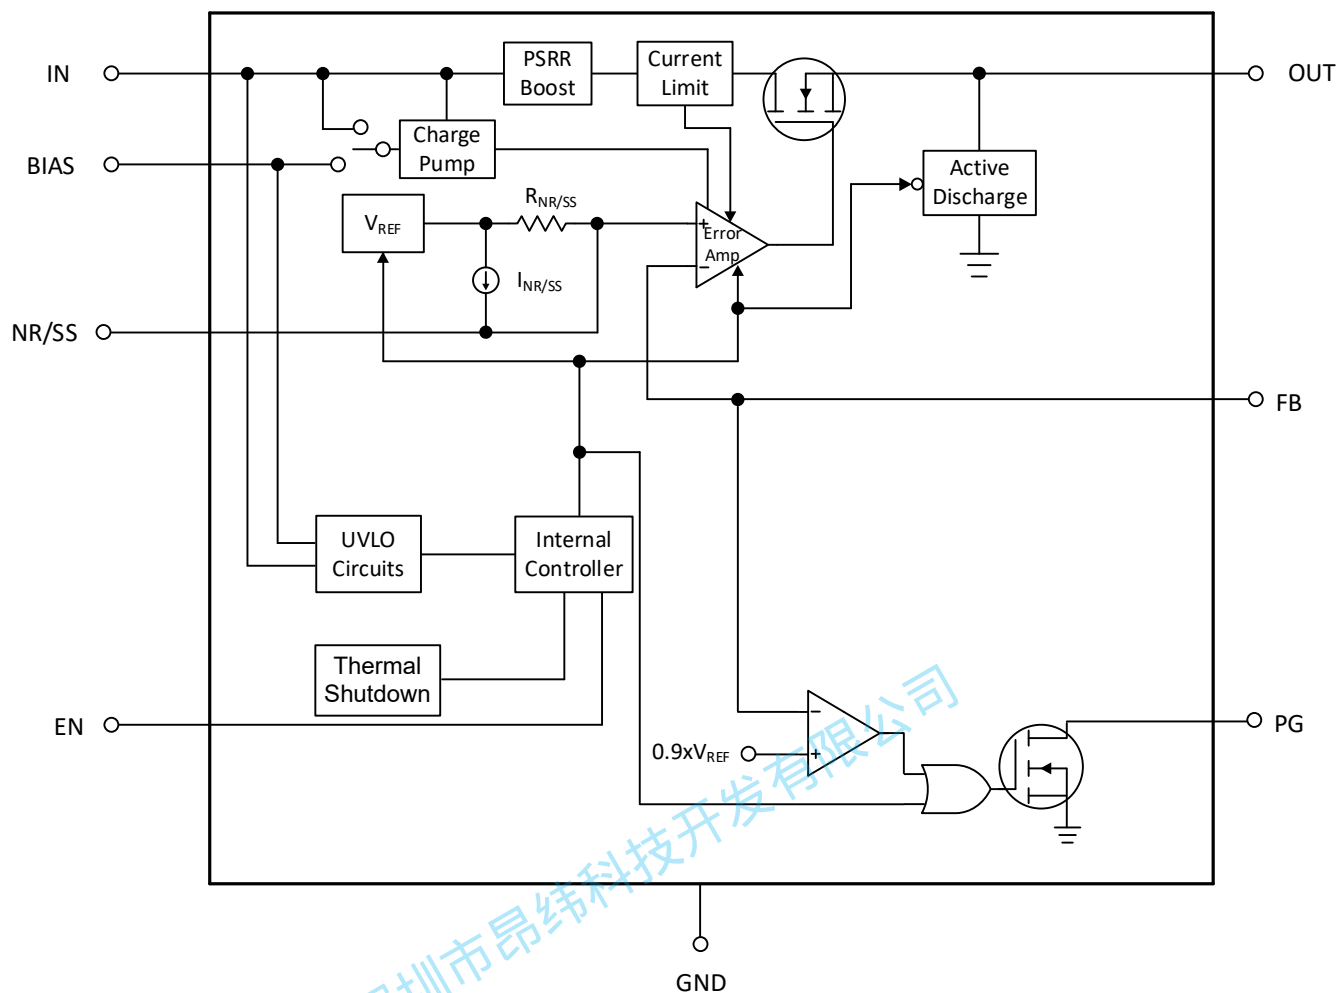 IN
PSRR
Boost
Current
Limit
OUT
BIAS
Charge
Pump
Active
Discharge
VREF
RNR/SS
+
Error
Amp
−
INR/SS
NR/SS
FB
UVLO
Circuits
Internal
Controller
Thermal
Shutdown
EN
−
0.9xVREF
+
PG
GND
圳市昂纬科技开发有限公司